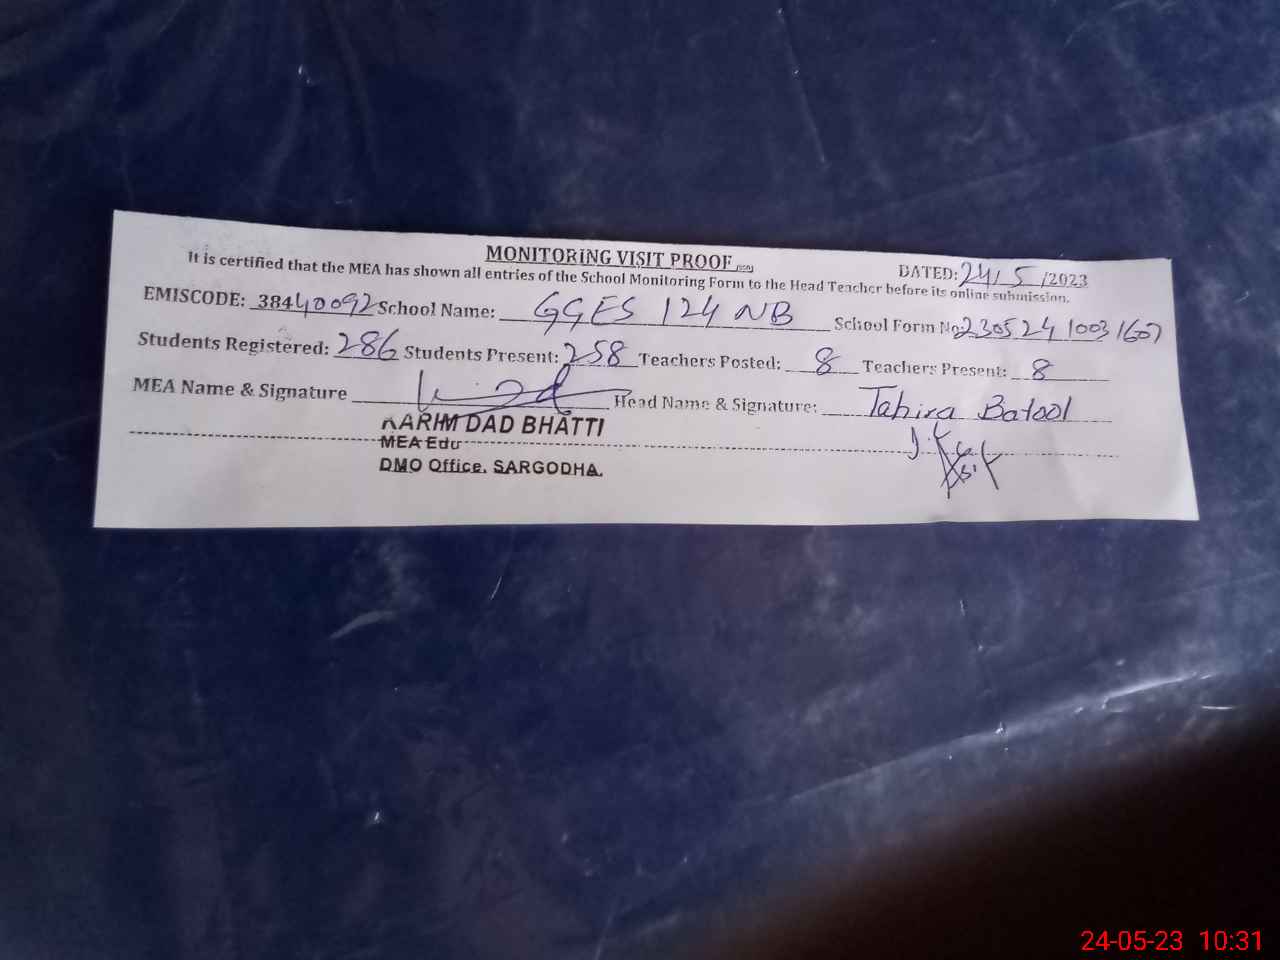 MONITORING VISIT PROOF
DATED: 24/5/2023
It is certified that the MEA has shown all entries of the School Monitoring Form to the Head Teacher before its online submission.
EMISCODE: 38440092 School Name: GGES 124 NB School Form No: 230524 1003 1607
Students Registered: 286 Students Present: 258 Teachers Posted: 8 Teachers Present: 8
MEA Name & Signature Head Name & Signature: Tahira Batool
KARIM DAD BHATTI
MEA Edu
DMO Office. SARGODHA.
24-05-23 10:31